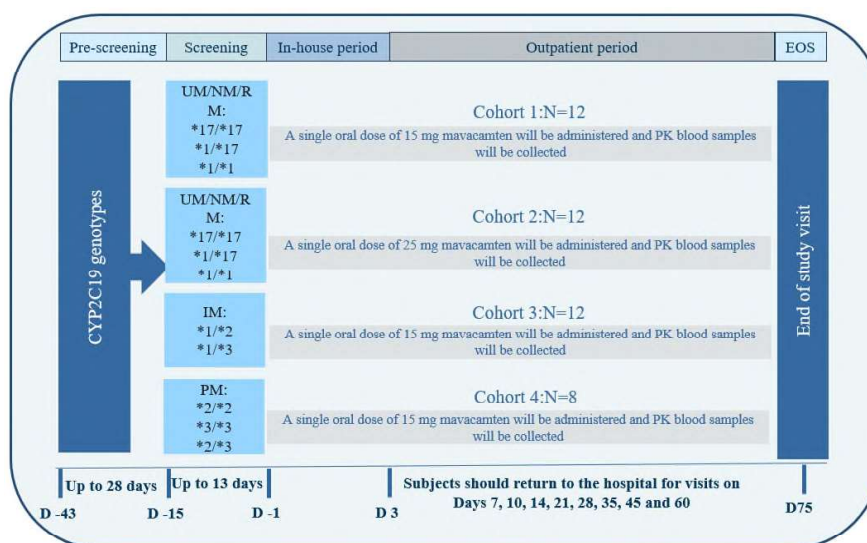 Pre-screening
Screening
In-house period
Outpatient period
EOS
CYP2C19 genotypes
UM/NM/R
M:
*17/*17
*1/*17
*1/*1
Cohort 1:N=12
A single oral dose of 15 mg mavacamten will be administered and PK blood samples
will be collected
UM/NM/R
M:
*17/*17
*1/*17
*1/*1
Cohort 2:N=12
A single oral dose of 25 mg mavacamten will be administered and PK blood samples
will be collected
IM:
*1/*2
*1/*3
Cohort 3:N=12
A single oral dose of 15 mg mavacamten will be administered and PK blood samples
will be collected
PM:
*2/*2
*3/*3
*2/*3
Cohort 4:N=8
A single oral dose of 15 mg mavacamten will be administered and PK blood samples
will be collected
End of study visit
Up to 28 days
Up to 13 days
Subjects should return to the hospital for visits on
Days 7, 10, 14, 21, 28, 35, 45 and 60
D -43
D -15
D -1
D 3
D75